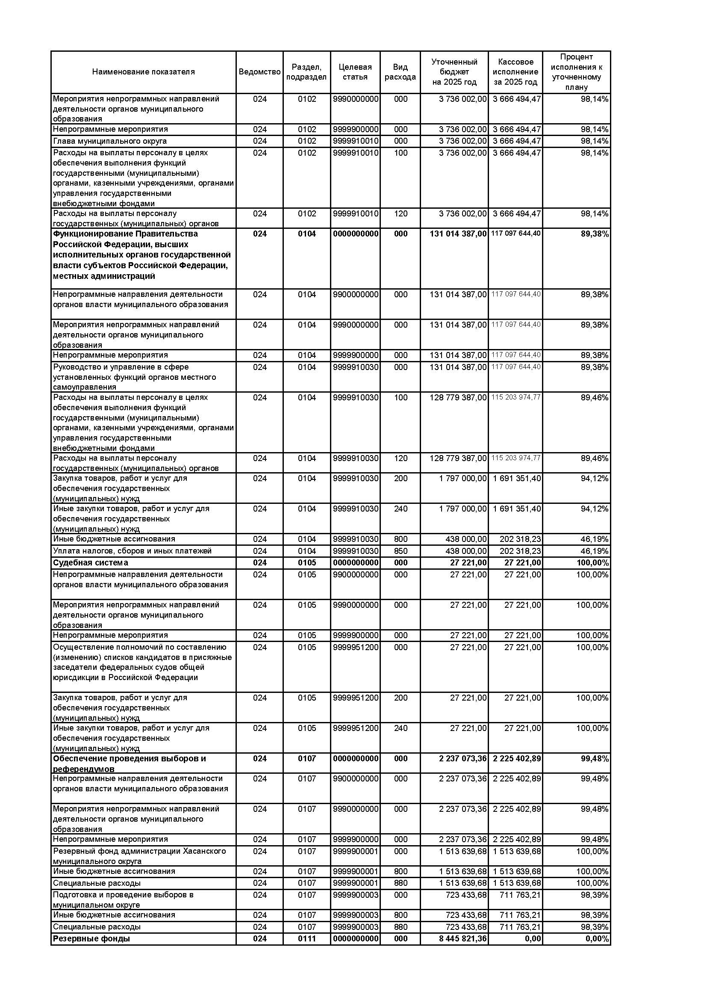 Наименование показателя Ведомство Раздел, подраздел Целевая статья Вид расхода Уточненный бюджет на 2025 год Кассовое исполнение за 2025 год Процент исполнения к уточненному плану
Мероприятия непрограммных направлений 024 0102 9990000000 000 3 736 002,00 3 666 494,47 98,14%
деятельности органов муниципального
образования
Непрограммные мероприятия 024 0102 9999900000 000 3 736 002,00 3 666 494,47 98,14%
Глава муниципального округа 024 0102 9999910010 000 3 736 002,00 3 666 494,47 98,14%
Расходы на выплаты персоналу в целях 024 0102 9999910010 100 3 736 002,00 3 666 494,47 98,14%
обеспечения выполнения функций
государственными (муниципальными)
органами, казенными учреждениями, органами
управления государственными
внебюджетными фондами
Расходы на выплаты персоналу 024 0102 9999910010 120 3 736 002,00 3 666 494,47 98,14%
государственных (муниципальных) органов
Функционирование Правительства 024 0104 0000000000 000 131 014 387,00 117 097 644,40 89,38%
Российской Федерации, высших
исполнительных органов государственной
власти субъектов Российской Федерации,
местных администраций
Непрограммные направления деятельности 024 0104 9900000000 000 131 014 387,00 117 097 644,40 89,38%
органов власти муниципального образования
Мероприятия непрограммных направлений 024 0104 9990000000 000 131 014 387,00 117 097 644,40 89,38%
деятельности органов муниципального
образования
Непрограммные мероприятия 024 0104 9999900000 000 131 014 387,00 117 097 644,40 89,38%
Руководство и управление в сфере 024 0104 9999910030 000 131 014 387,00 117 097 644,40 89,38%
установленных функций органов местного
самоуправления
Расходы на выплаты персоналу в целях 024 0104 9999910030 100 128 779 387,00 115 203 974,77 89,46%
обеспечения выполнения функций
государственными (муниципальными)
органами, казенными учреждениями, органами
управления государственными
внебюджетными фондами
Расходы на выплаты персоналу 024 0104 9999910030 120 128 779 387,00 115 203 974,77 89,46%
государственных (муниципальных) органов
Закупка товаров, работ и услуг для 024 0104 9999910030 200 1 797 000,00 1 691 351,40 94,12%
обеспечения государственных
(муниципальных) нужд
Иные закупки товаров, работ и услуг для 024 0104 9999910030 240 1 797 000,00 1 691 351,40 94,12%
обеспечения государственных
(муниципальных) нужд
Иные бюджетные ассигнования 024 0104 9999910030 800 438 000,00 202 318,23 46,19%
Уплата налогов, сборов и иных платежей 024 0104 9999910030 850 438 000,00 202 318,23 46,19%
Судебная система 024 0105 0000000000 000 27 221,00 27 221,00 100,00%
Непрограммные направления деятельности 024 0105 9900000000 000 27 221,00 27 221,00 100,00%
органов власти муниципального образования
Мероприятия непрограммных направлений 024 0105 9990000000 000 27 221,00 27 221,00 100,00%
деятельности органов муниципального
образования
Непрограммные мероприятия 024 0105 9999900000 000 27 221,00 27 221,00 100,00%
Осуществление полномочий по составлению 024 0105 9999951200 000 27 221,00 27 221,00 100,00%
(изменению) списков кандидатов в присяжные
заседатели федеральных судов общей
юрисдикции в Российской Федерации
Закупка товаров, работ и услуг для 024 0105 9999951200 200 27 221,00 27 221,00 100,00%
обеспечения государственных
(муниципальных) нужд
Иные закупки товаров, работ и услуг для 024 0105 9999951200 240 27 221,00 27 221,00 100,00%
обеспечения государственных
(муниципальных) нужд
Обеспечение проведения выборов и 024 0107 0000000000 000 2 237 073,36 2 225 402,89 99,48%
референдумов
Непрограммные направления деятельности 024 0107 9900000000 000 2 237 073,36 2 225 402,89 99,48%
органов власти муниципального образования
Мероприятия непрограммных направлений 024 0107 9990000000 000 2 237 073,36 2 225 402,89 99,48%
деятельности органов муниципального
образования
Непрограммные мероприятия 024 0107 9999900000 000 2 237 073,36 2 225 402,89 99,48%
Резервный фонд администрации Хасанского 024 0107 9999900001 000 1 513 639,68 1 513 639,68 100,00%
муниципального округа
Иные бюджетные ассигнования 024 0107 9999900001 800 1 513 639,68 1 513 639,68 100,00%
Специальные расходы 024 0107 9999900001 880 1 513 639,68 1 513 639,68 100,00%
Подготовка и проведение выборов в 024 0107 9999900003 000 723 433,68 711 763,21 98,39%
муниципальном округе
Иные бюджетные ассигнования 024 0107 9999900003 800 723 433,68 711 763,21 98,39%
Специальные расходы 024 0107 9999900003 880 723 433,68 711 763,21 98,39%
Резервные фонды 024 0111 0000000000 000 8 445 821,36 0,00 0,00%